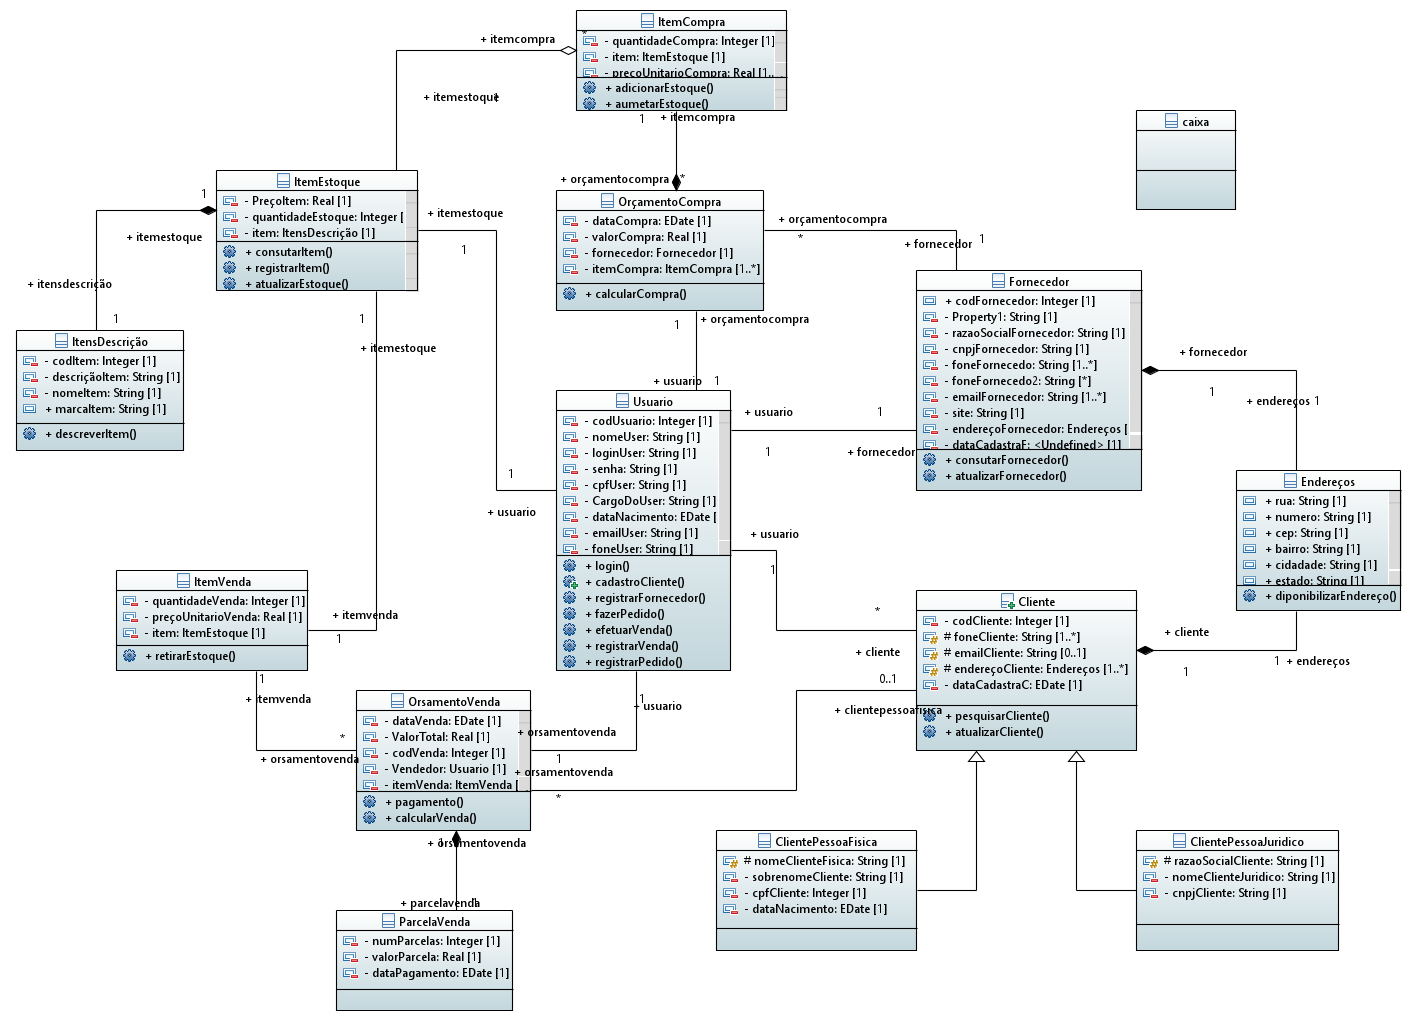 ItemCompra
*
- quantidadeCompra: Integer [1]
- item: ItemEstoque [1]
- preçoUnitarioCompra: Real [1..
+ adicionarEstoque()
+ aumetarEstoque()
+ itemcompra
+ itemestoque
1
1
+ itemcompra
caixa
ItemEstoque
- PreçoItem: Real [1]
- quantidadeEstoque: Integer [
- item: ItensDescrição [1]
+ consutarItem()
+ registrarItem()
+ atualizarEstoque()
1
+ itemestoque
+ itensdescrição
1
+ itemestoque
1
1
+ itemestoque
+ orçamentocompra
*
OrçamentoCompra
- dataCompra: EDate [1]
- valorCompra: Real [1]
- fornecedor: Fornecedor [1]
- itemCompra: ItemCompra [1..*]
+ calcularCompra()
+ orçamentocompra
*
+ fornecedor
1
1
+ orçamentocompra
+ usuario
1
Fornecedor
+ codFornecedor: Integer [1]
- Property1: String [1]
- razaoSocialFornecedor: String [1]
- cnpjFornecedor: String [1]
- foneFornecedo: String [1..*]
- foneFornecedo2: String [*]
- emailFornecedor: String [1..*]
- site: String [1]
- endereçoFornecedor: Endereços [
- dataCadastraF: <Undefined> [1]
+ consutarFornecedor()
+ atualizarFornecedor()
+ fornecedor
1
+ endereços
1
ItensDescrição
- codItem: Integer [1]
- descriçãoItem: String [1]
- nomeItem: String [1]
+ marcaItem: String [1]
+ descreverItem()
Usuario
- codUsuario: Integer [1]
- nomeUser: String [1]
- loginUser: String [1]
- senha: String [1]
- cpfUser: String [1]
- CargoDoUser: String [1]
- dataNacimento: EDate [
- emailUser: String [1]
- foneUser: String [1]
+ login()
+ cadastroCliente()
+ registrarFornecedor()
+ fazerPedido()
+ efetuarVenda()
+ registrarVenda()
+ registrarPedido()
+ usuario
1
1
+ fornecedor
1
+ usuario
+ usuario
1
*
+ cliente
Endereços
+ rua: String [1]
+ numero: String [1]
+ cep: String [1]
+ bairro: String [1]
+ cidadade: String [1]
+ estado: String [1]
+ diponibilizarEndereço()
ItemVenda
- quantidadeVenda: Integer [1]
- preçoUnitarioVenda: Real [1]
- item: ItemEstoque [1]
+ retirarEstoque()
+ itemvenda
1
1
+ itemvenda
*
+ orsamentovenda
Cliente
- codCliente: Integer [1]
# foneCliente: String [1..*]
# emailCliente: String [0..1]
# endereçoCliente: Endereços [1..*]
- dataCadastraC: EDate [1]
+ pesquisarCliente()
+ atualizarCliente()
+ cliente
1
1
+ endereços
0..1
+ clientepessoafisica
OrsamentoVenda
- dataVenda: EDate [1]
- ValorTotal: Real [1]
- codVenda: Integer [1]
- Vendedor: Usuario [1]
- itemVenda: ItemVenda [
+ pagamento()
+ calcularVenda()
1
+ usuario
+ orsamentovenda
1
+ orsamentovenda
*
1
+ orsamentovenda
+ parcelavenda
1
ParcelaVenda
- numParcelas: Integer [1]
- valorParcela: Real [1]
- dataPagamento: EDate [1]
ClientePessoaFisica
# nomeClienteFisica: String [1]
- sobrenomeCliente: String [1]
- cpfCliente: Integer [1]
- dataNacimento: EDate [1]
ClientePessoaJuridico
# razaoSocialCliente: String [1]
- nomeClienteJuridico: String [1]
- cnpjCliente: String [1]